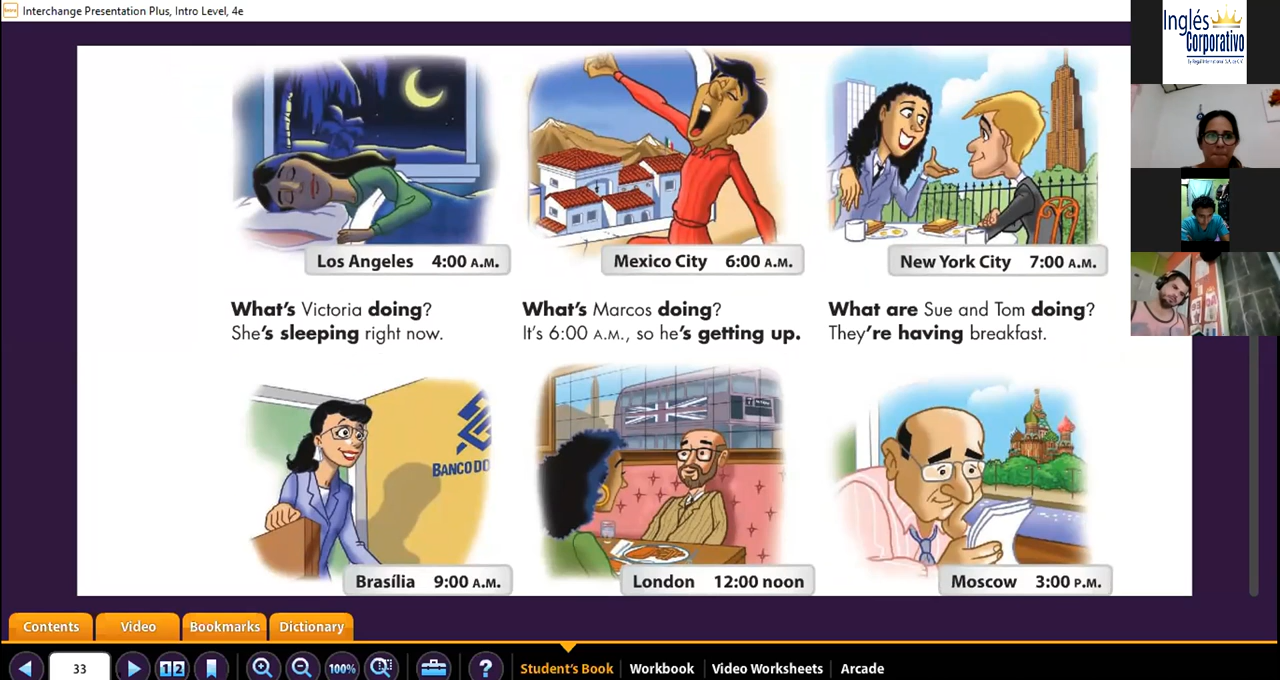 Interchange Presentation Plus, Intro Level, 4e
Inglés
Corporativo
Los Angeles 4:00 A.M.
Mexico City 6:00 A.M.
New York City 7:00 A.M.
What's Victoria doing?
She's sleeping right now.
What's Marcos doing?
It's 6:00 A.M., so he's getting up.
What are Sue and Tom doing?
They're having breakfast.
BANCO DO
Brasília 9:00 A.M.
London 12:00 noon
Moscow 3:00 P.M.
Contents
Video
Bookmarks
Dictionary
33
12
100%
?
Student's Book
Workbook
Video Worksheets
Arcade